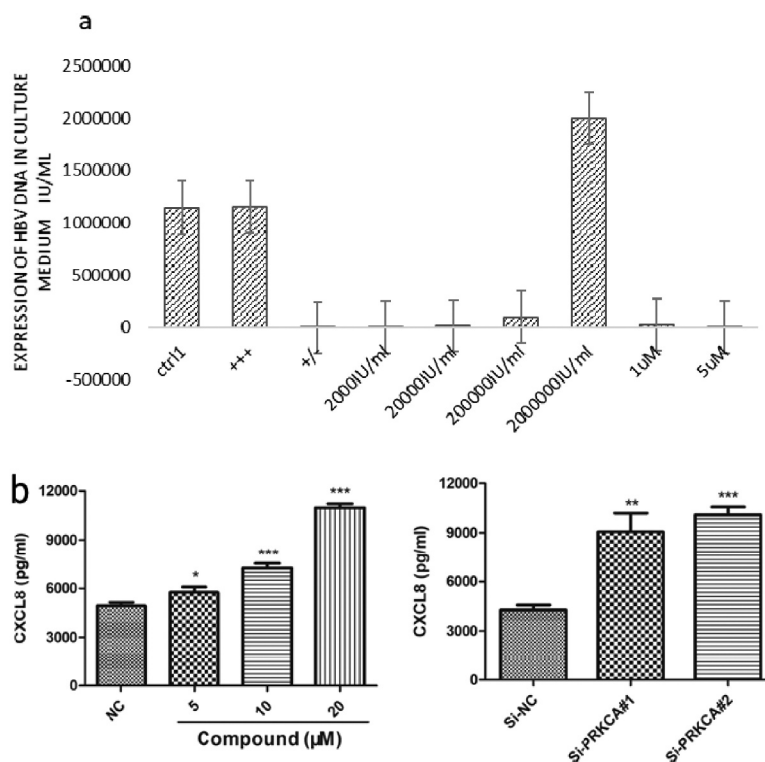 a
EXPRESSION OF HBV DNA IN CULTURE
MEDIUM IU/ML
2500000
2000000
1500000
1000000
500000
0
-500000
ctrl1
+++
+/-
2000IU/ml
20000IU/ml
200000IU/ml
2000000IU/ml
1uM
5uM
b
CXCL8 (pg/ml)
12000
9000
6000
3000
0
*
***
***
NC
5
10
20
Compound (µM)
CXCL8 (pg/ml)
12000
9000
6000
3000
0
**
***
Si-NC
Si-PRKCA#1
Si-PRKCA#2